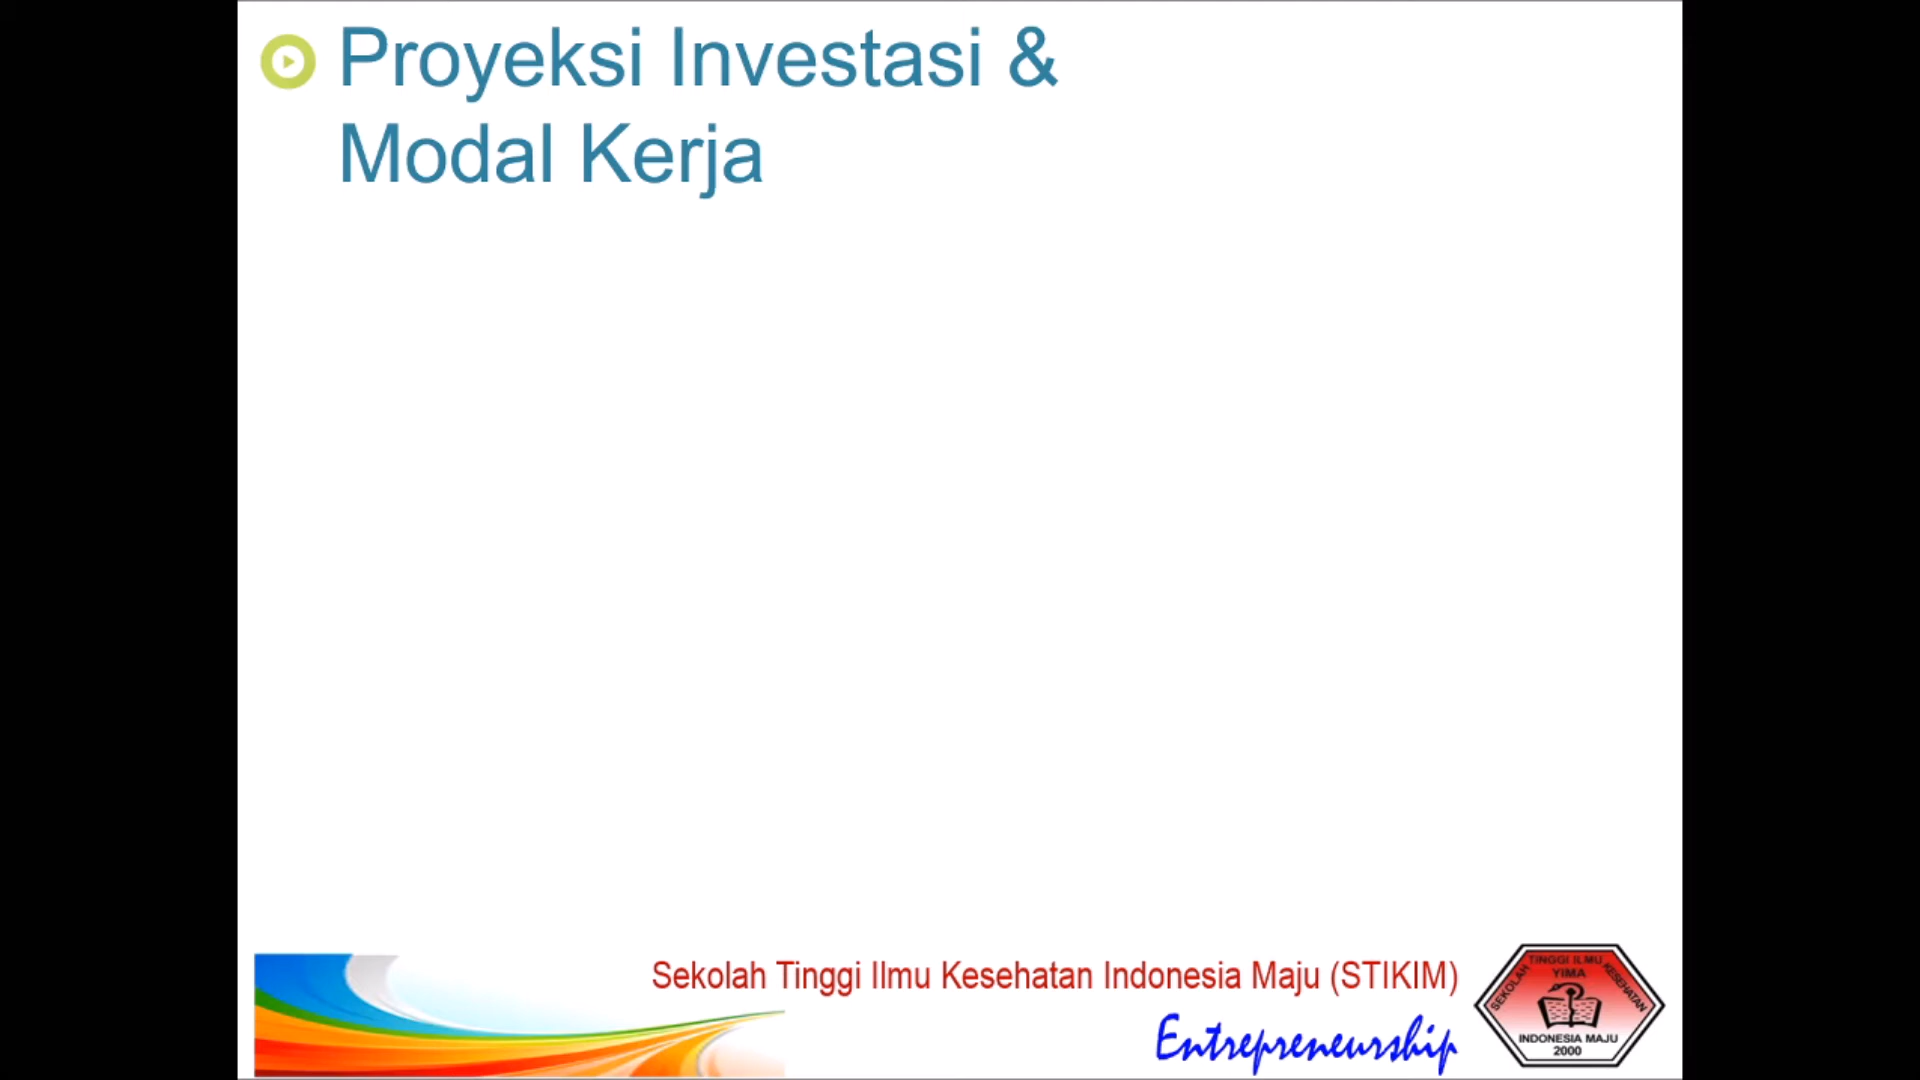 Proyeksi Investasi &
Modal Kerja
Sekolah Tinggi Ilmu Kesehatan Indonesia Maju (STIKIM)
Entrepreneurship
SEKOLAH TINGGI ILMU KESEHATAN
YIMA
INDONESIA MAJU
2000